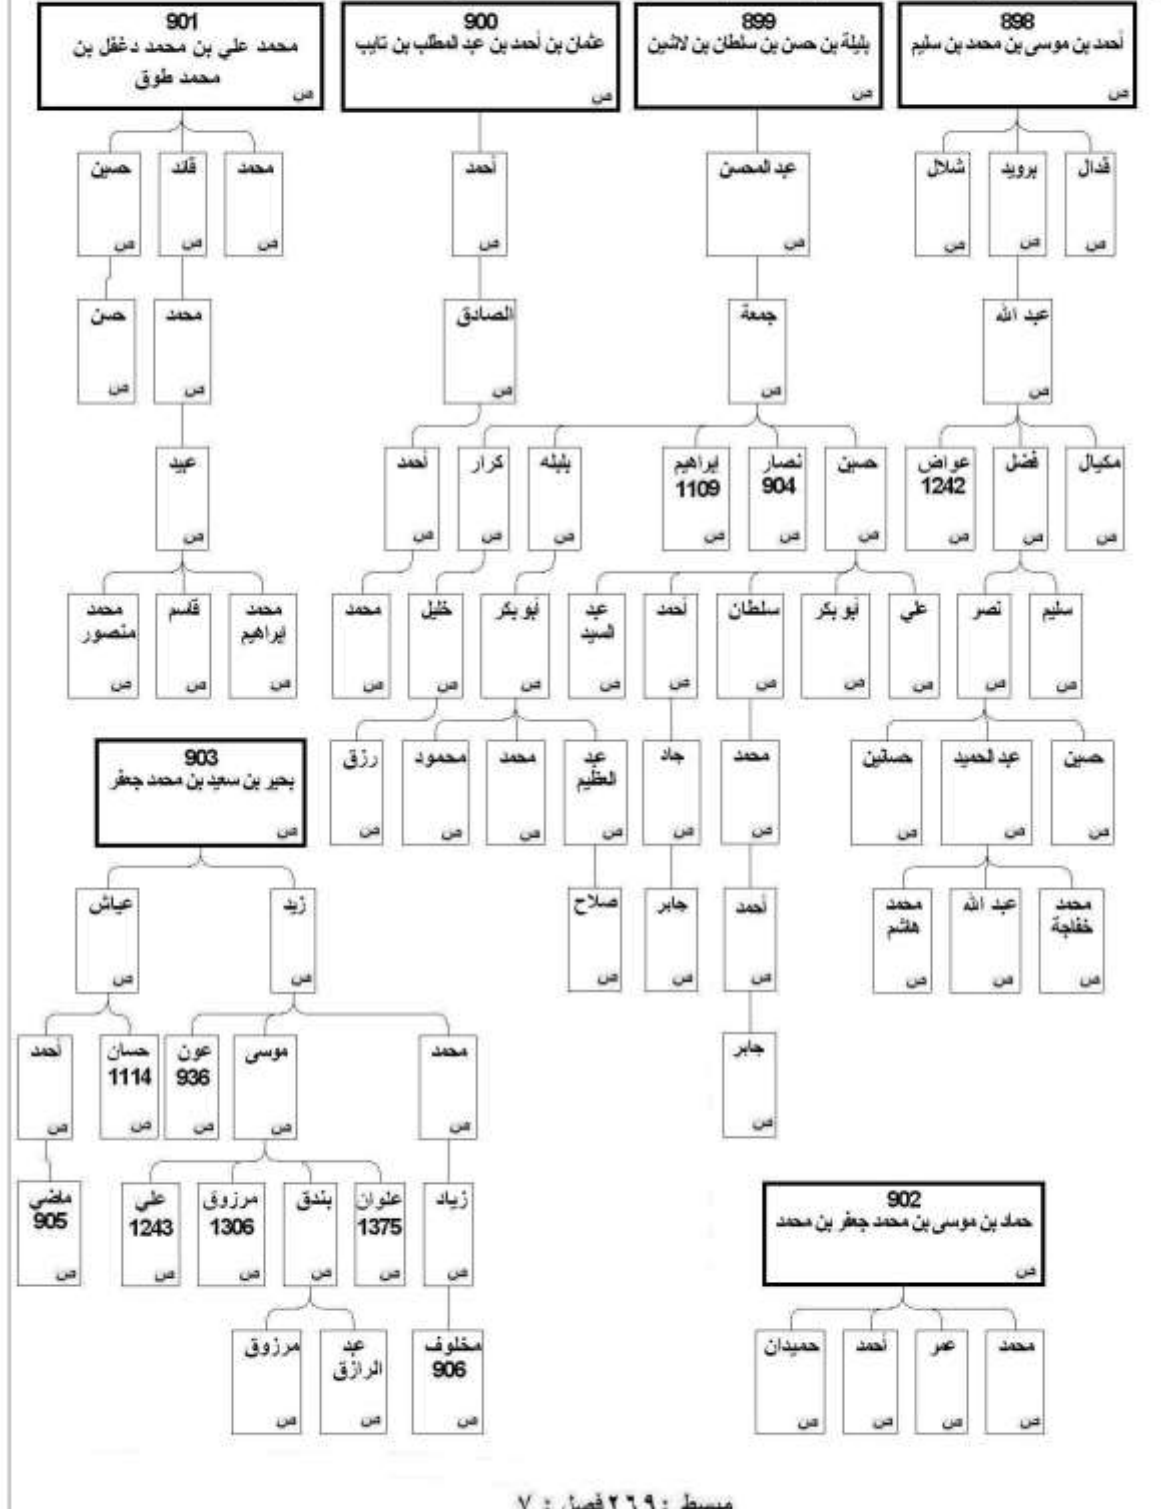 898
أحمد بن موسى بن محمد بن سليم
ص
899
بليلة بن حسن بن سلطان بن لاشين
ص
900
عثمان بن أحمد بن عبد المطلب بن تايب
ص
901
محمد علي بن محمد دغفل بن
محمد طوق
ص
قدال
ص
برويد
ص
شلال
ص
عبد المحسن
ص
أحمد
ص
محمد
ص
قائد
ص
حسين
ص
عبد الله
ص
جمعة
ص
الصادق
ص
محمد
ص
حسن
ص
مكيال
ص
فضل
ص
عواض
1242
ص
حسين
ص
نصار
904
ص
إبراهيم
1109
ص
بليله
ص
كرار
ص
أحمد
ص
عبيد
ص
سليم
ص
نصر
ص
علي
ص
أبو بكر
ص
سلطان
ص
أحمد
ص
عبد
السيد
ص
أبو بكر
ص
خليل
ص
محمد
ص
محمد
إبراهيم
ص
قاسم
ص
محمد
منصور
ص
حسين
ص
عبد الحميد
ص
حسانين
ص
محمد
ص
جاد
ص
عبد
العظيم
ص
محمد
ص
محمود
ص
رزق
ص
903
بحير بن سعيد بن محمد جعفر
ص
محمد
خفاجة
ص
عبد الله
ص
محمد
هاشم
ص
أحمد
ص
جابر
ص
صلاح
ص
زيد
ص
عياش
ص
جابر
ص
محمد
ص
موسى
ص
عون
936
ص
حسان
1114
ص
أحمد
ص
902
حماد بن موسى بن محمد جعفر بن محمد
ص
زياد
ص
علوان
1375
ص
بندق
ص
مرزوق
1306
ص
علي
1243
ص
ماضي
905
ص
محمد
ص
عمر
ص
أحمد
ص
حميدان
ص
مخلوف
906
ص
عبد
الرازق
ص
مرزوق
ص
مبسط : ٢٦٩ فصل : ٧